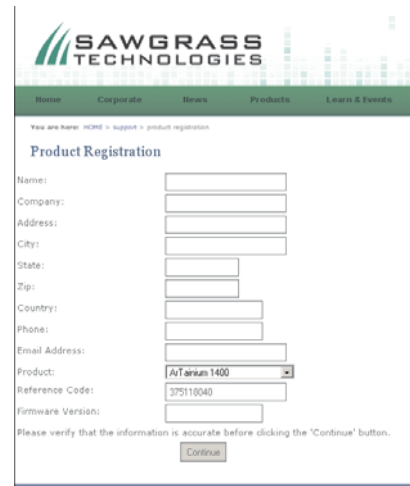 SAWGRASS
TECHNOLOGIES
Home Corporate News Products Learn & Events
You are here: HOME > support > product registration
Product Registration
Name:
Company:
Address:
City:
State:
Zip:
Country:
Phone:
Email Address:
Product: ArTainium 1400
Reference Code: 375118040
Firmware Version:
Please verify that the information is accurate before clicking the 'Continue' button.
Continue